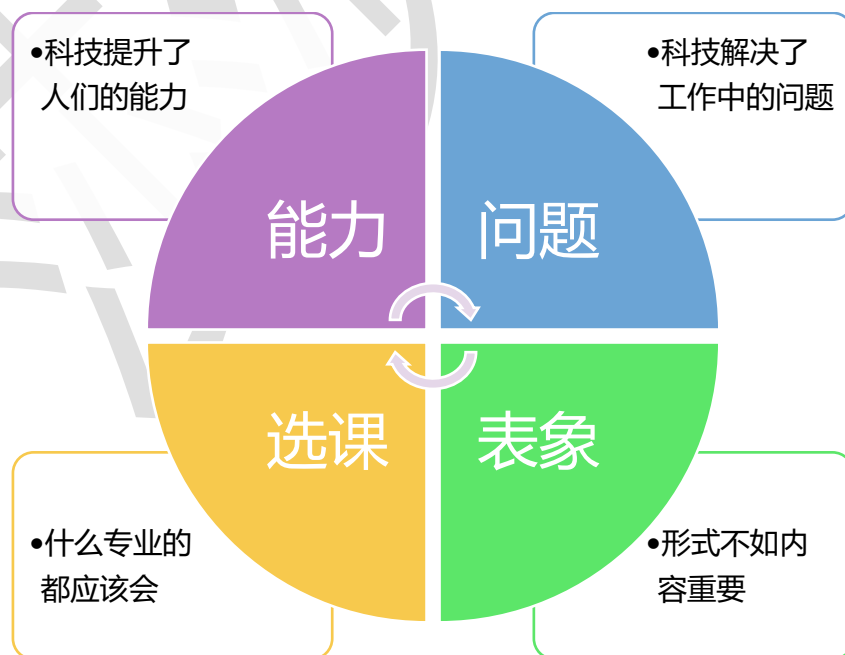 •科技提升了
人们的能力
•科技解决了
工作中的问题
能力
问题
选课
表象
•什么专业的
都应该会
•形式不如内
容重要